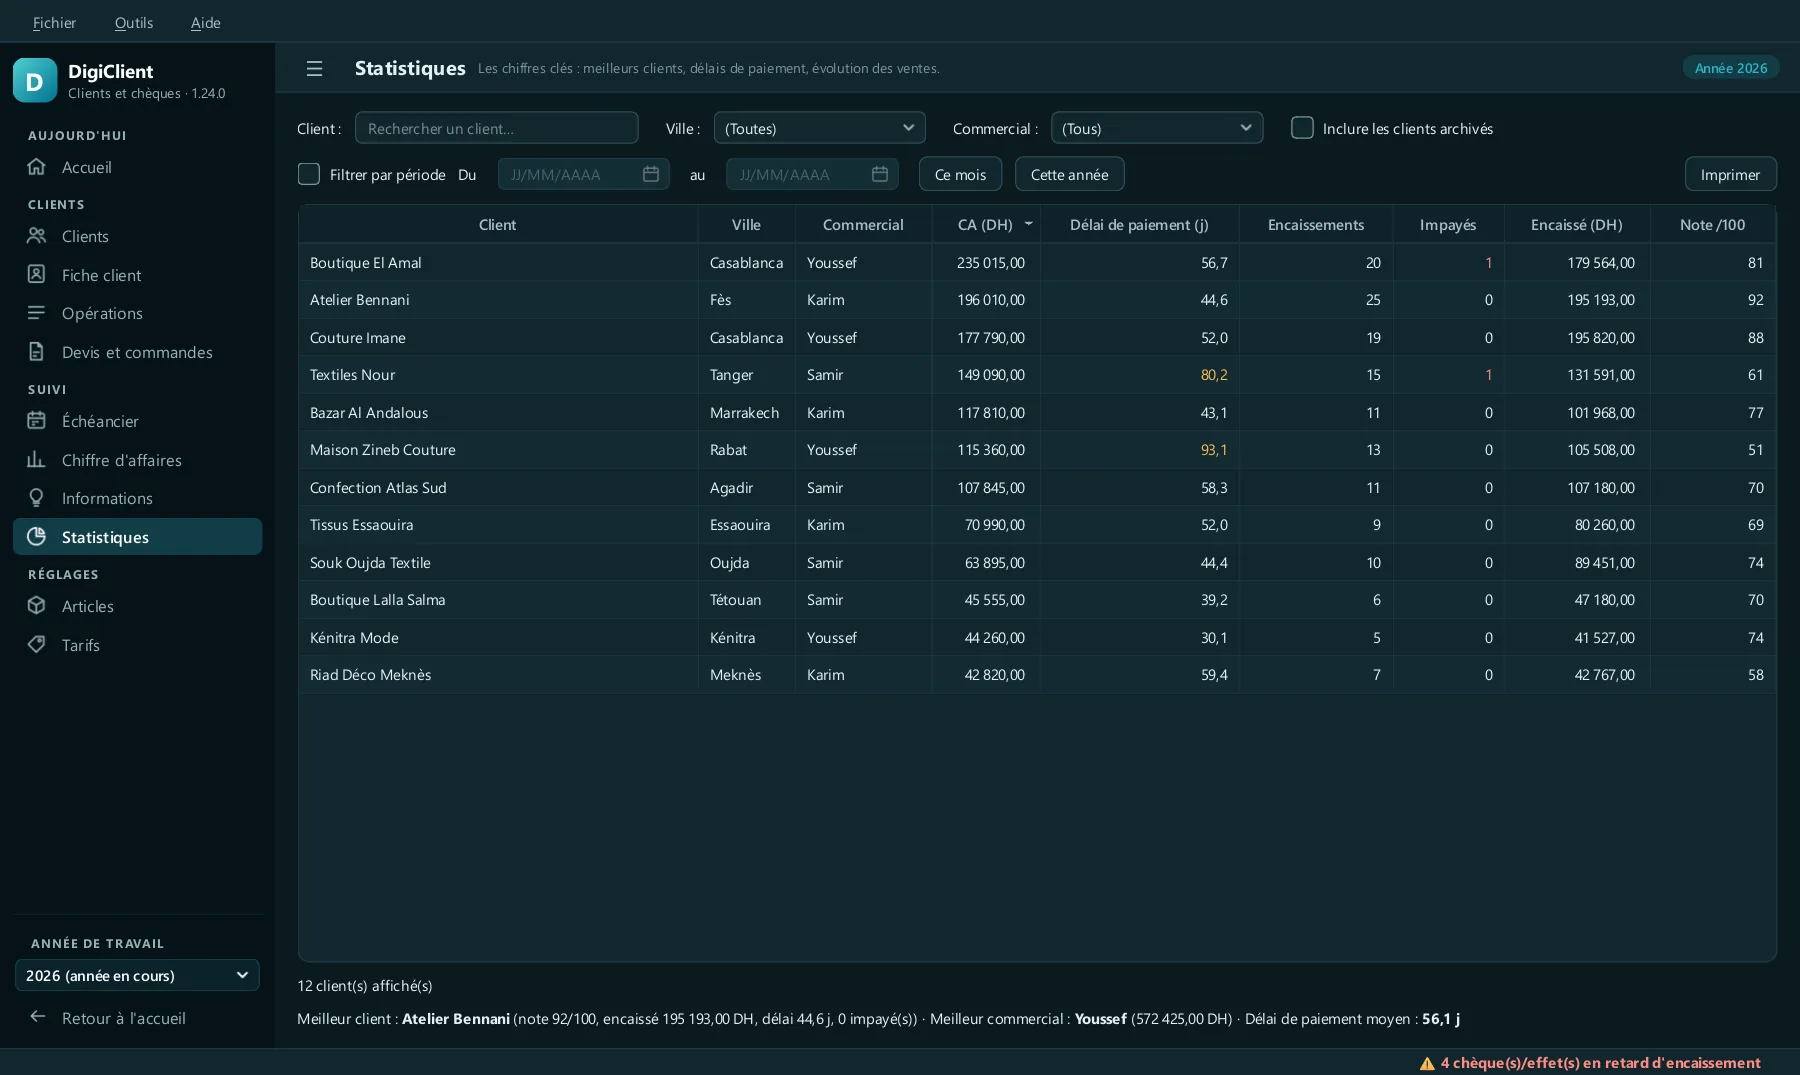 Fichier Outils Aide
D
DigiClient
Clients et chèques · 1.24.0
AUJOURD'HUI
Accueil
CLIENTS
Clients
Fiche client
Opérations
Devis et commandes
SUIVI
Échéancier
Chiffre d'affaires
Informations
Statistiques
RÉGLAGES
Articles
Tarifs
ANNÉE DE TRAVAIL
2026 (année en cours)
Retour à l'accueil
Statistiques Les chiffres clés : meilleurs clients, délais de paiement, évolution des ventes. Année 2026
Client : Rechercher un client... Ville : (Toutes) Commercial : (Tous) Inclure les clients archivés
Filtrer par période Du JJ/MM/AAAA au JJ/MM/AAAA Ce mois Cette année Imprimer
Client Ville Commercial CA (DH) Délai de paiement (j) Encaissements Impayés Encaissé (DH) Note /100
Boutique El Amal Casablanca Youssef 235 015,00 56,7 20 1 179 564,00 81
Atelier Bennani Fès Karim 196 010,00 44,6 25 0 195 193,00 92
Couture Imane Casablanca Youssef 177 790,00 52,0 19 0 195 820,00 88
Textiles Nour Tanger Samir 149 090,00 80,2 15 1 131 591,00 61
Bazar Al Andalous Marrakech Karim 117 810,00 43,1 11 0 101 968,00 77
Maison Zineb Couture Rabat Youssef 115 360,00 93,1 13 0 105 508,00 51
Confection Atlas Sud Agadir Samir 107 845,00 58,3 11 0 107 180,00 70
Tissus Essaouira Essaouira Karim 70 990,00 52,0 9 0 80 260,00 69
Souk Oujda Textile Oujda Samir 63 895,00 44,4 10 0 89 451,00 74
Boutique Lalla Salma Tétouan Samir 45 555,00 39,2 6 0 47 180,00 70
Kénitra Mode Kénitra Youssef 44 260,00 30,1 5 0 41 527,00 74
Riad Déco Meknès Meknès Karim 42 820,00 59,4 7 0 42 767,00 58
12 client(s) affiché(s)
Meilleur client : Atelier Bennani (note 92/100, encaissé 195 193,00 DH, délai 44,6 j, 0 impayé(s)) · Meilleur commercial : Youssef (572 425,00 DH) · Délai de paiement moyen : 56,1 j
4 chèque(s)/effet(s) en retard d'encaissement